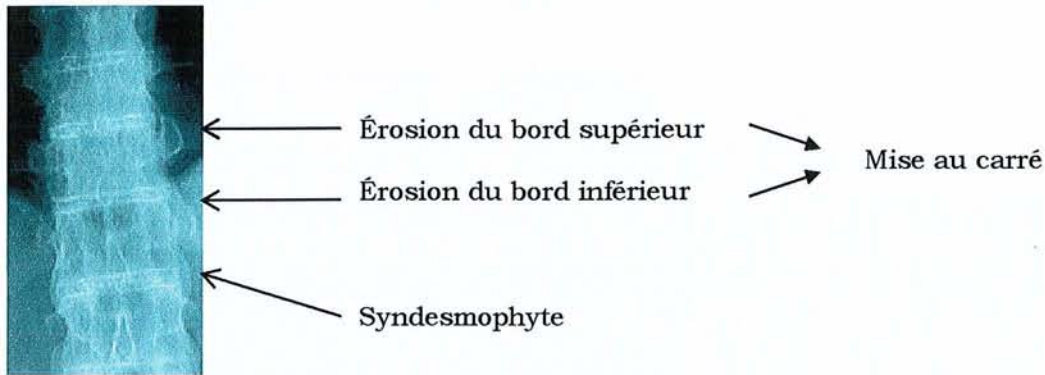 Érosion du bord supérieur
Mise au carré
Érosion du bord inférieur
Syndesmophyte